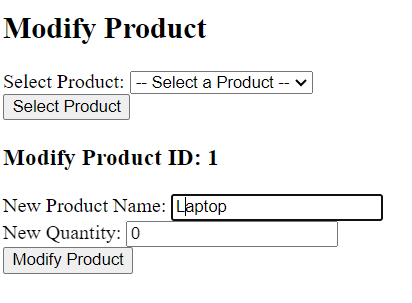 Modify Product
Select Product: -- Select a Product --
Select Product
Modify Product ID: 1
New Product Name: Laptop
New Quantity: 0
Modify Product